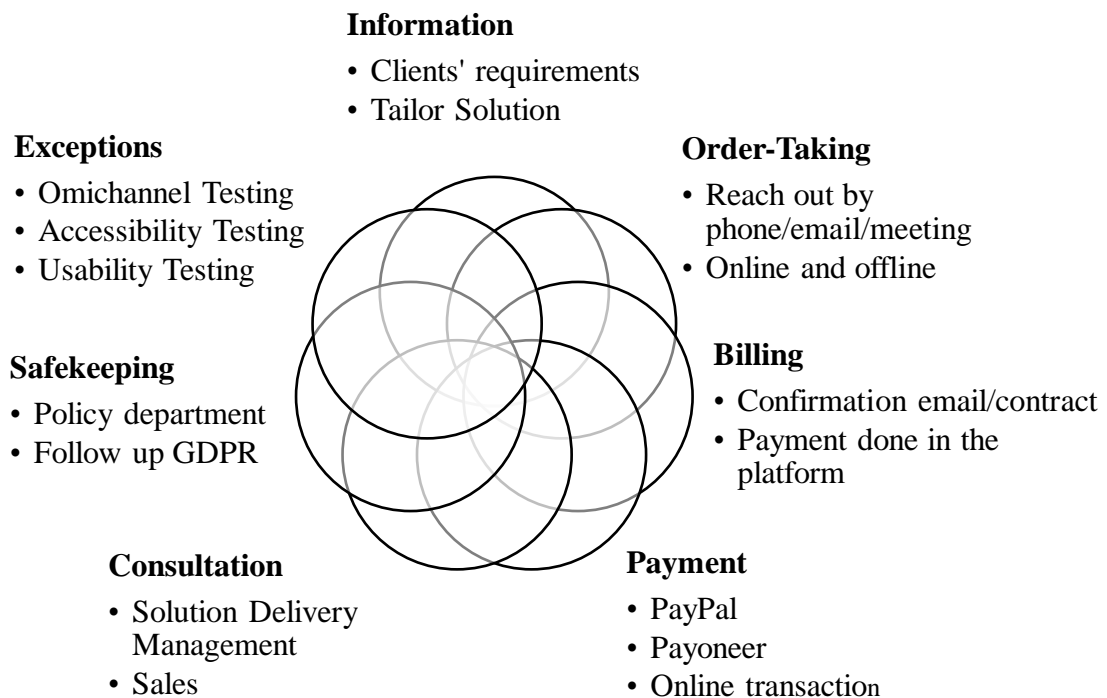 Information
• Clients' requirements
• Tailor Solution
Exceptions
• Omichannel Testing
• Accessibility Testing
• Usability Testing
Order-Taking
• Reach out by
phone/email/meeting
• Online and offline
Safekeeping
• Policy department
• Follow up GDPR
Billing
• Confirmation email/contract
• Payment done in the
platform
Consultation
• Solution Delivery
Management
• Sales
Payment
• PayPal
• Payoneer
• Online transaction